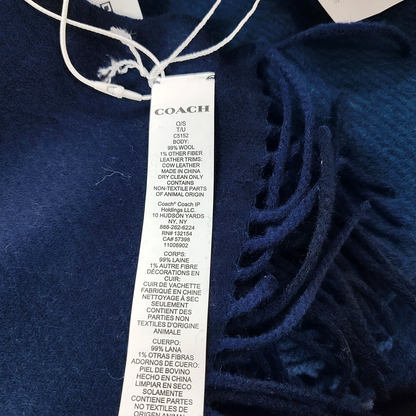 COACH
O/S
T/U
C5152
BODY:
99% WOOL
1% OTHER FIBER
LEATHER TRIMS:
COW LEATHER
MADE IN CHINA
DRY CLEAN ONLY
CONTAINS
NON-TEXTILE PARTS
OF ANIMAL ORIGIN
Coach® Coach IP
Holdings LLC.
10 HUDSON YARDS
NY, NY
888-262-6224
RN# 132154
CA# 57398
11006902
CORPS:
99% LAINE
1% AUTRE FIBRE
DÉCORATIONS EN
CUIR:
CUIR DE VACHETTE
FABRIQUÉ EN CHINE
NETTOYAGE À SEC
SEULEMENT
CONTIENT DES
PARTIES NON
TEXTILES D'ORIGINE
ANIMALE
CUERPO:
99% LANA
1% OTRAS FIBRAS
ADORNOS DE CUERO:
PIEL DE BOVINO
HECHO EN CHINA
LIMPIAR EN SECO
SOLAMENTE
CONTIENE PARTES
NO TEXTILES DE
ORIGEN ANIMAL